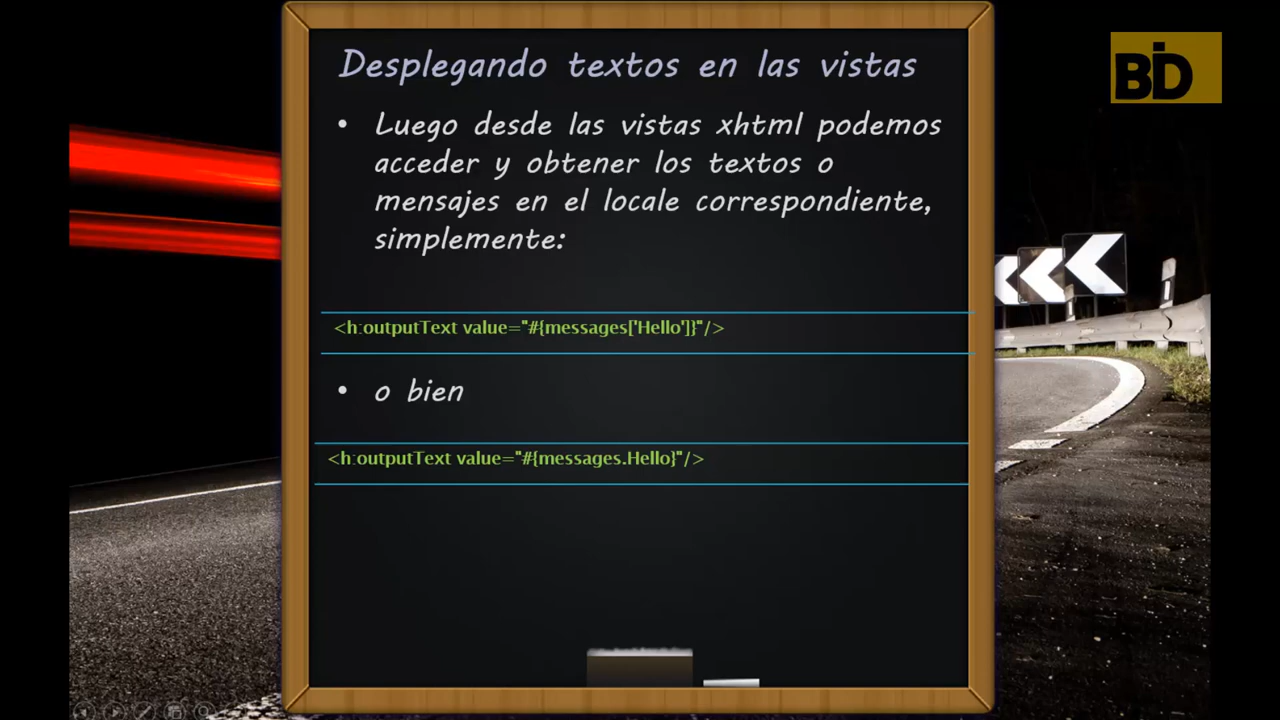 Desplegando textos en las vistas
BID
• Luego desde las vistas xhtml podemos
acceder y obtener los textos o
mensajes en el locale correspondiente,
simplemente:
<h:outputText value="#{messages['Hello']}"/>
• o bien
<h:outputText value="#{messages.Hello}"/>